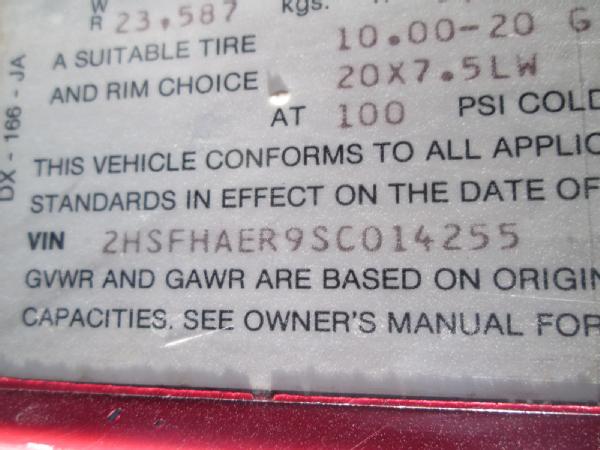 W
R 23,587 kgs.
A SUITABLE TIRE 10.00-20 G
AND RIM CHOICE 20X7.5LW
AT 100 PSI COLD
THIS VEHICLE CONFORMS TO ALL APPLIC
STANDARDS IN EFFECT ON THE DATE OF
VIN 2HSFHAER9SC014255
GVWR AND GAWR ARE BASED ON ORIGIN
CAPACITIES. SEE OWNER'S MANUAL FOR
DX - 166 - JA